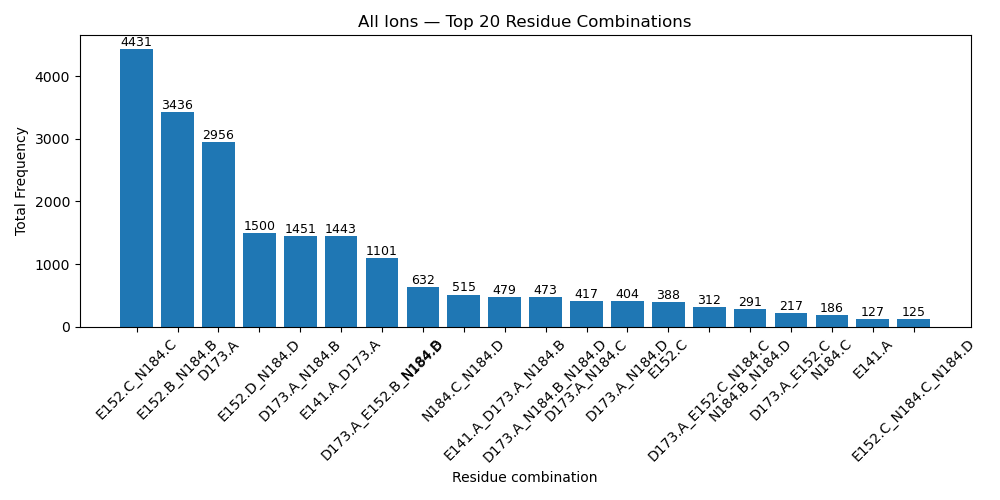 All Ions — Top 20 Residue Combinations
Total Frequency
4000
3000
2000
1000
0
4431
3436
2956
1500
1451
1443
1101
632
515
479
473
417
404
388
312
291
217
186
127
125
E152.C_N184.C
E152.B_N184.B
D173.A
E152.D_N184.D
D173.A_N184.B
E141.A_D173.A
D173.A_E152.B_N184.B
N184.C_N184.D
E141.A_D173.A_N184.B
D173.A_N184.B_N184.D
D173.A_N184.C
D173.A_N184.D
E152.C
D173.A_E152.C_N184.C
N184.B_N184.D
D173.A_E152.C
N184.C
E141.A
E152.C_N184.C_N184.D
Residue combination